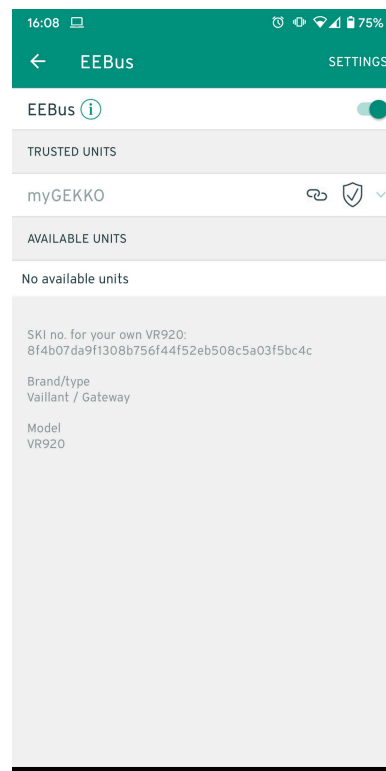 16:08 75%
EEBus SETTINGS
EEBus i
TRUSTED UNITS
myGEKKO
AVAILABLE UNITS
No available units
SKI no. for your own VR920:
8f4b07da9f1308b756f44f52eb508c5a03f5bc4c
Brand/type
Vaillant / Gateway
Model
VR920